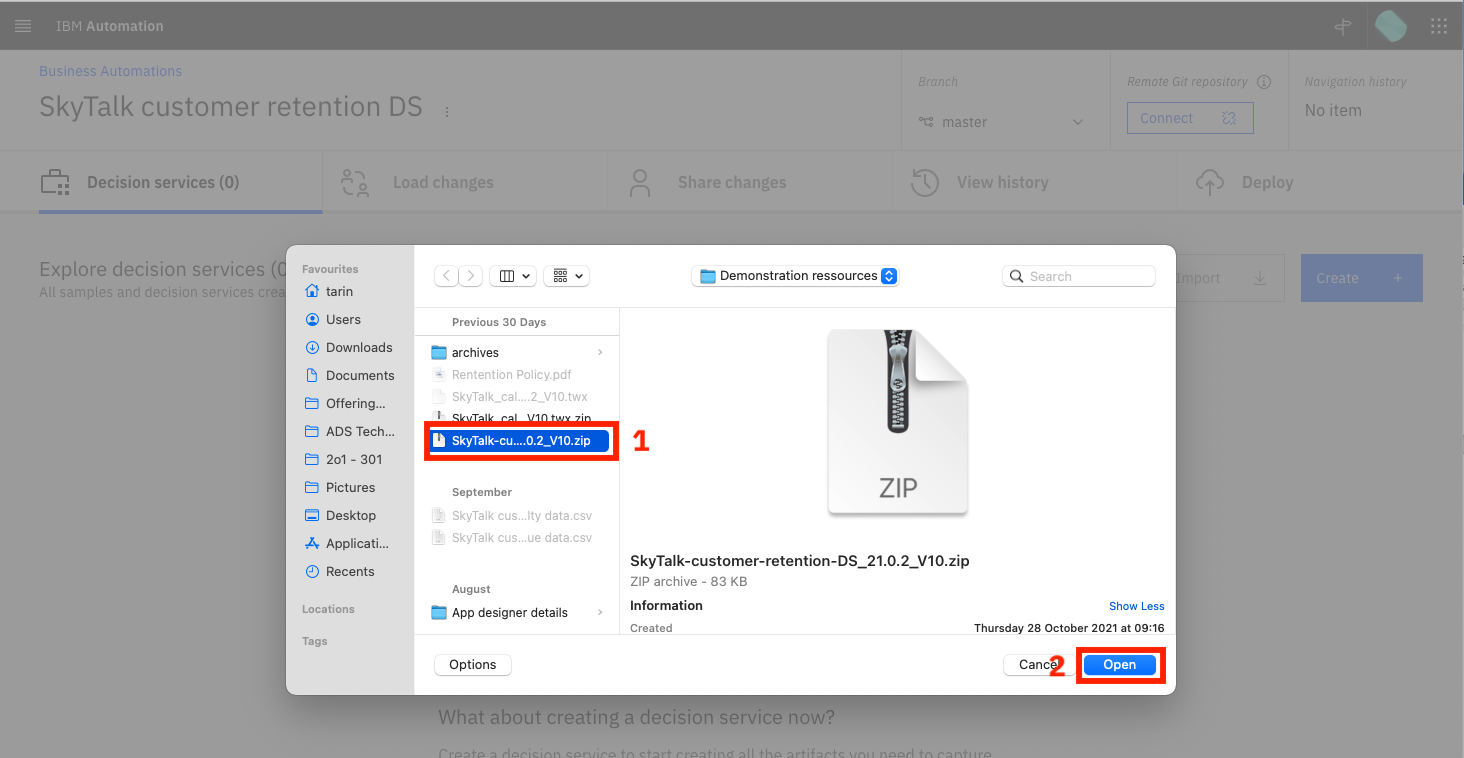 IBM Automation
Business Automations
SkyTalk customer retention DS
Branch
master
Remote Git repository
Connect
Navigation history
No item
Decision services (0)
Load changes
Share changes
View history
Deploy
Explore decision services (0
All samples and decision services crea
Import
Create +
Favourites
tarin
Users
Downloads
Documents
Offering...
ADS Tech...
2o1 - 301
Pictures
Desktop
Applicati...
Recents
Locations
Tags
Demonstration ressources
Search
Previous 30 Days
archives
Rentention Policy.pdf
SkyTalk_cal....2_V10.twx
SkyTalk_cal..._V10.twx.zip
SkyTalk-cu....0.2_V10.zip
1
September
SkyTalk cus...lty data.csv
SkyTalk cus...ue data.csv
August
App designer details
ZIP
SkyTalk-customer-retention-DS_21.0.2_V10.zip
ZIP archive - 83 KB
Information
Show Less
Created
Thursday 28 October 2021 at 09:16
Options
Cancel
2
Open
What about creating a decision service now?
Create a decision service to start creating all the artifacts you need to capture